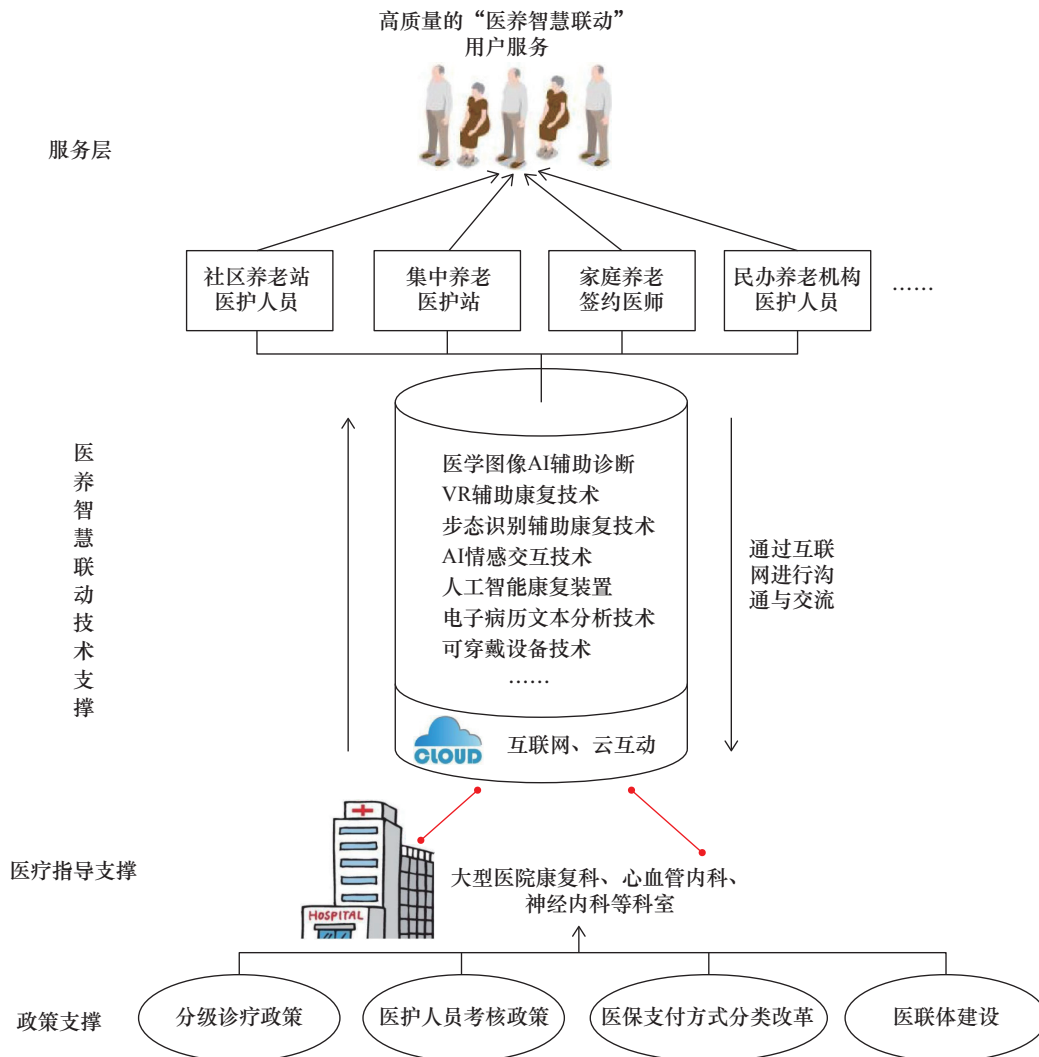 高质量的“医养智慧联动”
用户服务
服务层
社区养老站
医护人员
集中养老
医护站
家庭养老
签约医师
民办养老机构
医护人员
……
医养智慧联动技术支撑
医学图像AI辅助诊断
VR辅助康复技术
步态识别辅助康复技术
AI情感交互技术
人工智能康复装置
电子病历文本分析技术
可穿戴设备技术
……
通过互联
网进行沟
通与交流
CLOUD
互联网、云互动
医疗指导支撑
HOSPITAL
大型医院康复科、心血管内科、
神经内科等科室
政策支撑
分级诊疗政策
医护人员考核政策
医保支付方式分类改革
医联体建设